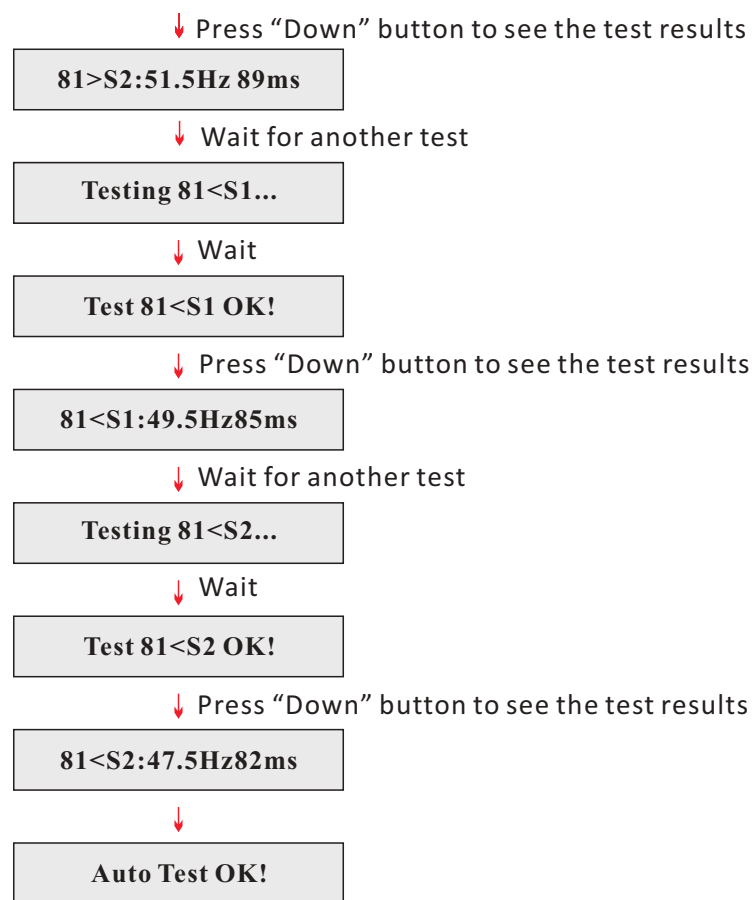 Press “Down” button to see the test results
81>S2:51.5Hz 89ms
Wait for another test
Testing 81<S1...
Wait
Test 81<S1 OK!
Press “Down” button to see the test results
81<S1:49.5Hz85ms
Wait for another test
Testing 81<S2...
Wait
Test 81<S2 OK!
Press “Down” button to see the test results
81<S2:47.5Hz82ms
Auto Test OK!